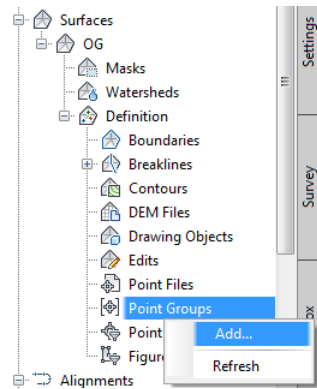 Surfaces
OG
Masks
Watersheds
Definition
Boundaries
Breaklines
Contours
DEM Files
Drawing Objects
Edits
Point Files
Point Groups
Point
Add...
Figure
Refresh
Alignments
Settings
Survey